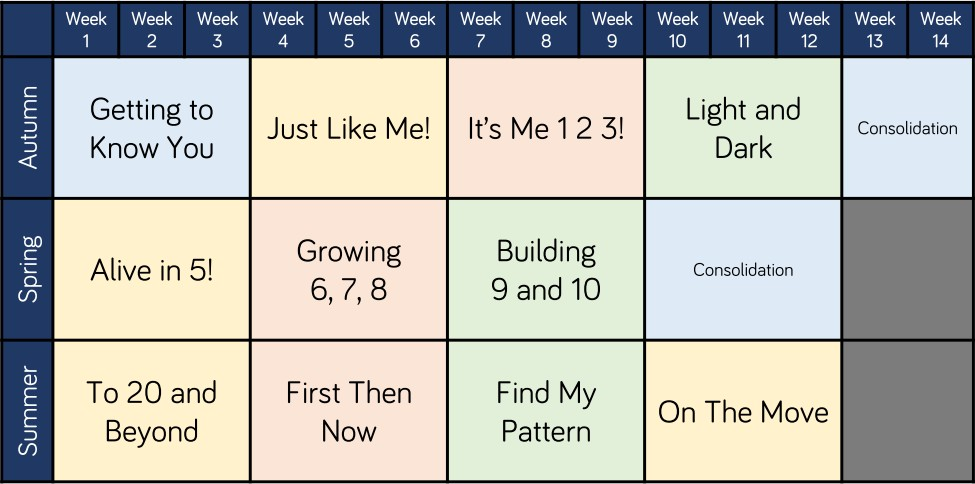 Week 1
Week 2
Week 3
Week 4
Week 5
Week 6
Week 7
Week 8
Week 9
Week 10
Week 11
Week 12
Week 13
Week 14
Autumn
Getting to
Know You
Just Like Me!
It's Me 1 2 3!
Light and
Dark
Consolidation
Spring
Alive in 5!
Growing
6, 7, 8
Building
9 and 10
Consolidation
Summer
To 20 and
Beyond
First Then
Now
Find My
Pattern
On The Move